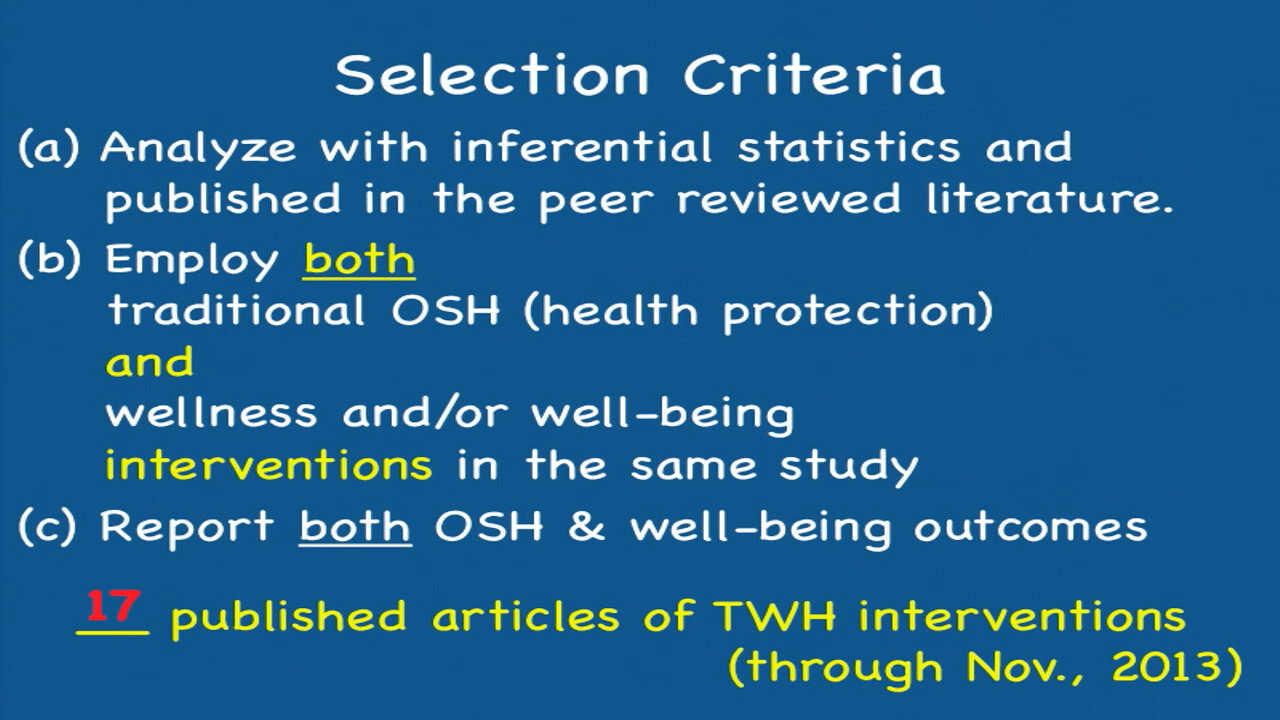 Selection Criteria
(a) Analyze with inferential statistics and
published in the peer reviewed literature.
(b) Employ both
traditional OSH (health protection)
and
wellness and/or well-being
interventions in the same study
(c) Report both OSH & well-being outcomes
17 published articles of TWH interventions
(through Nov., 2013)